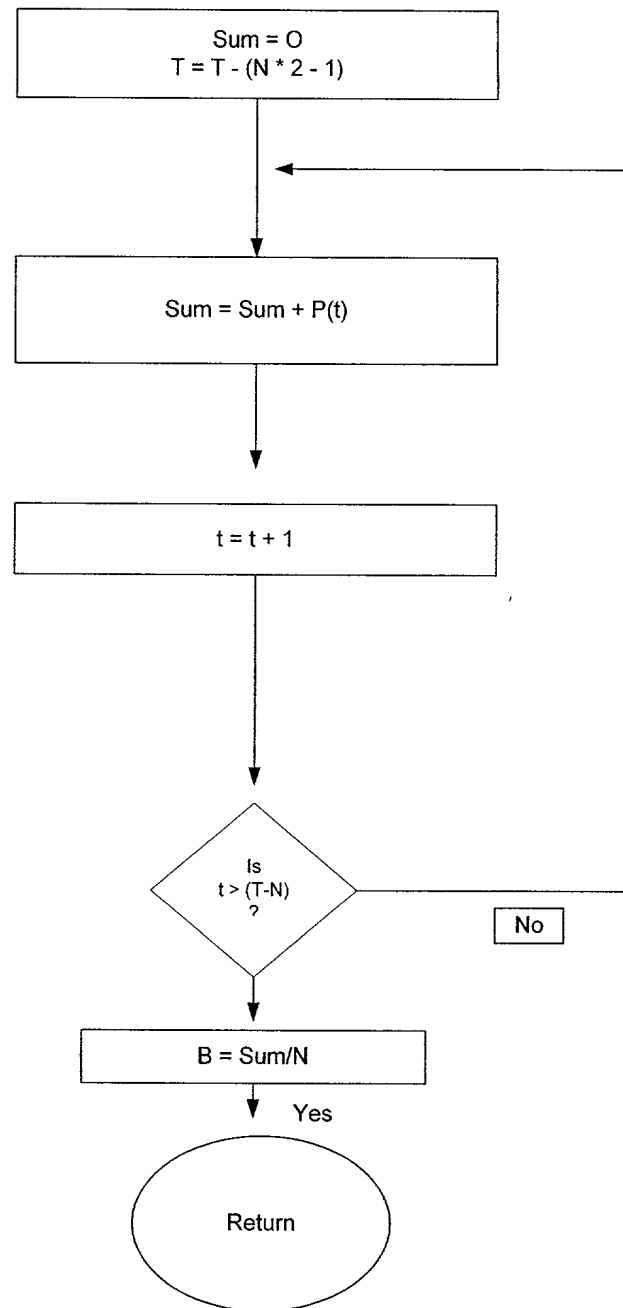 Sum = O
T = T - (N * 2 - 1)
Sum = Sum + P(t)
t = t + 1
Is
t > (T-N)
?
No
B = Sum/N
Yes
Return